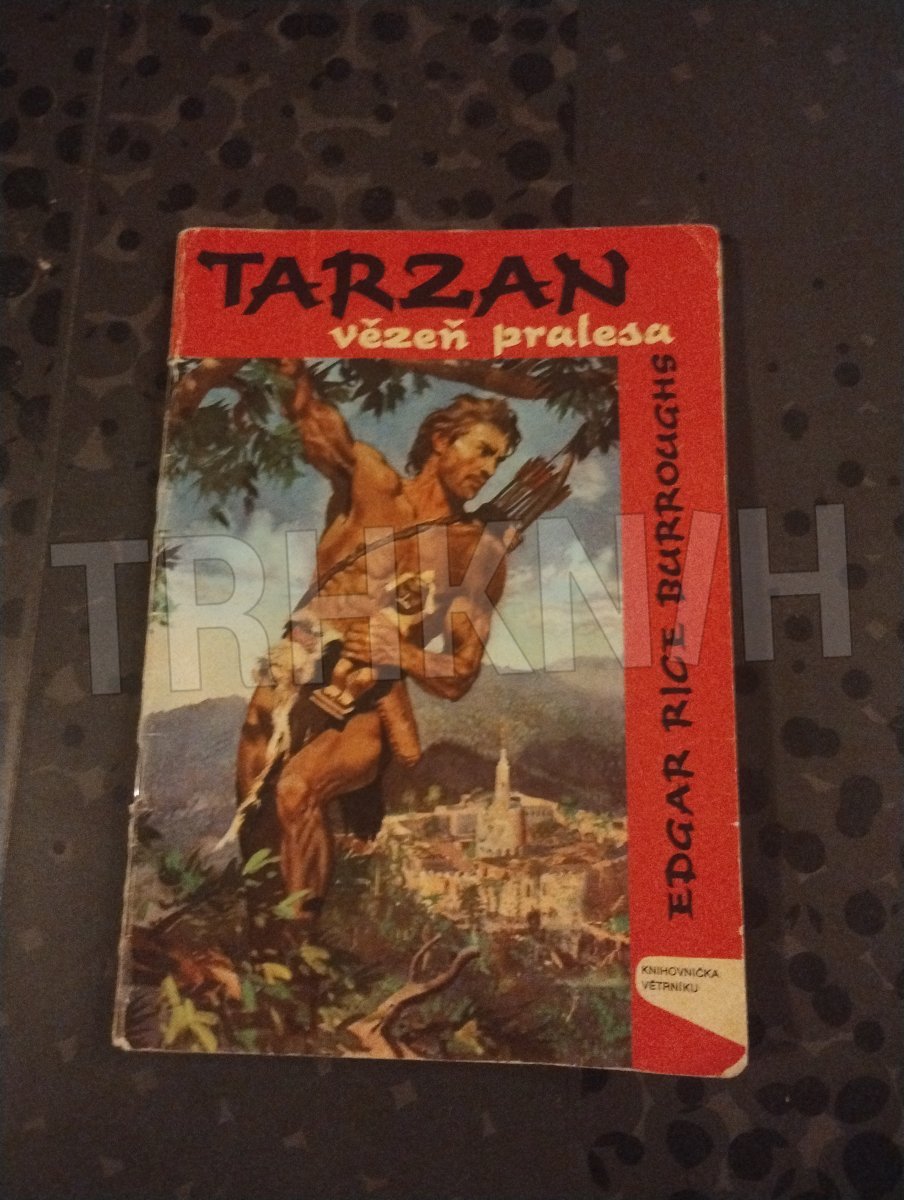 TARZAN
vězeň pralesa
EDGAR RICE BURROUGHS
TRHKNIH
KNIHOVNIČKA
VĚTRNÍKU